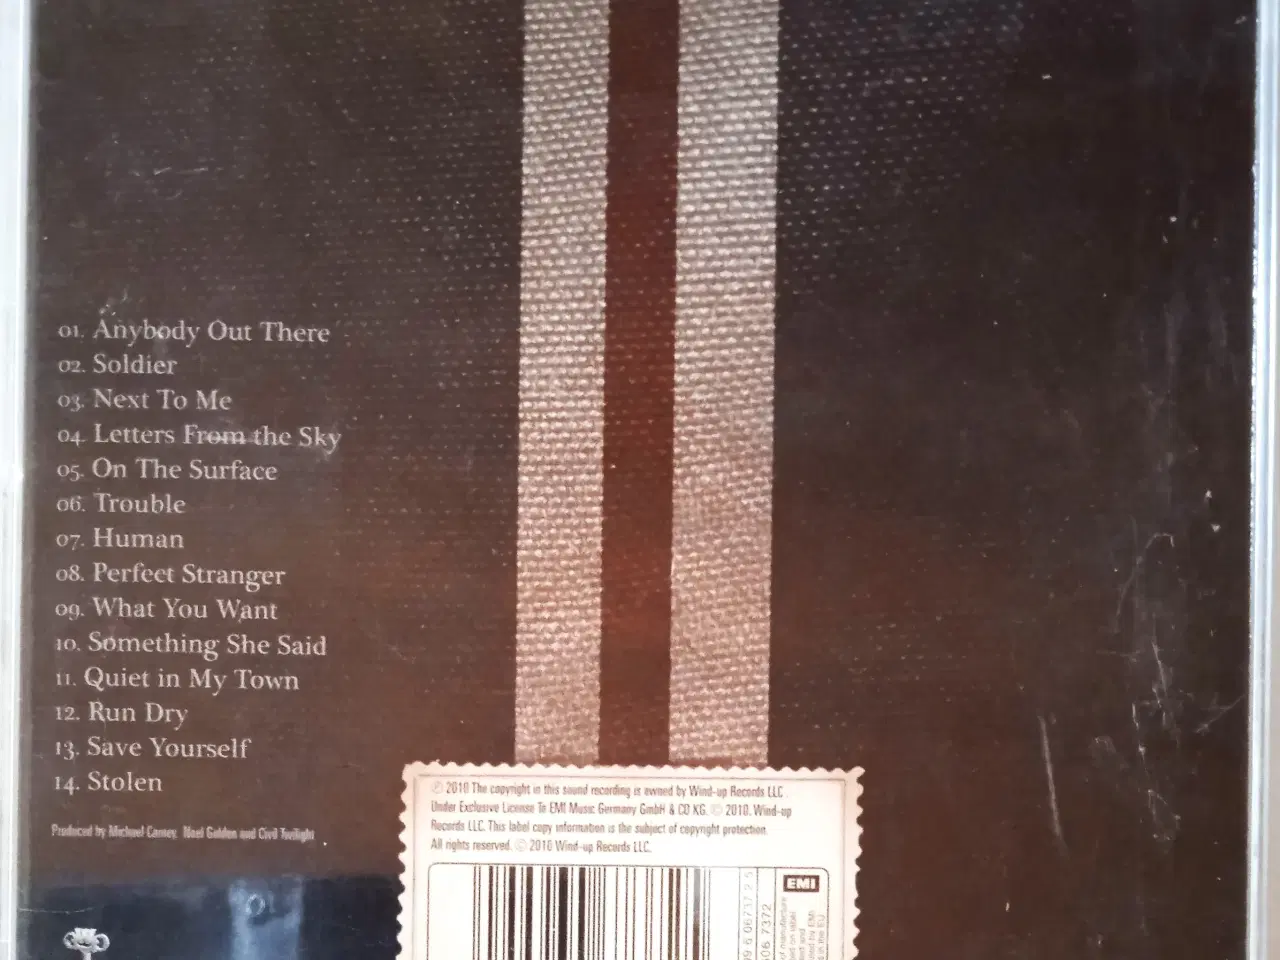 01. Anybody Out There
02. Soldier
03. Next To Me
04. Letters From the Sky
05. On The Surface
06. Trouble
07. Human
08. Perfect Stranger
09. What You Want
10. Something She Said
11. Quiet in My Town
12. Run Dry
13. Save Yourself
14. Stolen
Produced by Michael Carney, Noel Golden and Civil Twilight
℗ 2010 The copyright in this sound recording is owned by Wind-up Records LLC
Under Exclusive License To EMI Music Germany GmbH & CO KG. © 2010. Wind-up
Records LLC. This label copy information is the subject of copyright protection.
All rights reserved. © 2010 Wind-up Records LLC.
EMI